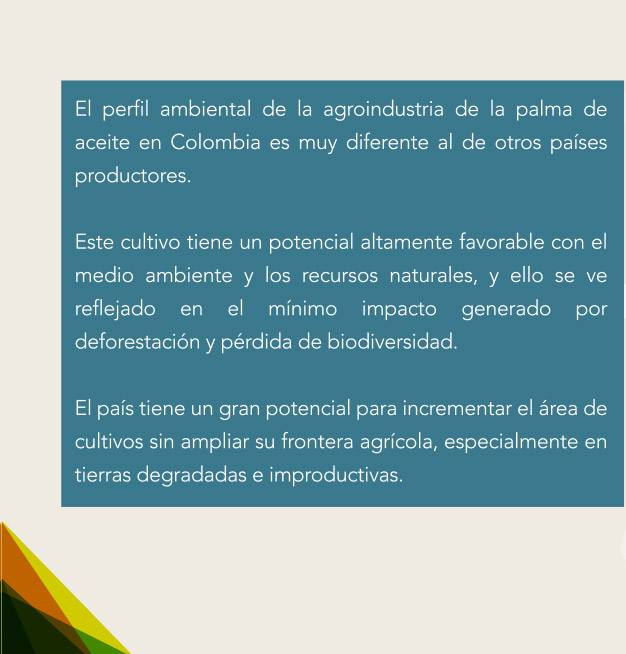 El perfil ambiental de la agroindustria de la palma de
aceite en Colombia es muy diferente al de otros países
productores.
Este cultivo tiene un potencial altamente favorable con el
medio ambiente y los recursos naturales, y ello se ve
reflejado en el mínimo impacto generado por
deforestación y pérdida de biodiversidad.
El país tiene un gran potencial para incrementar el área de
cultivos sin ampliar su frontera agrícola, especialmente en
tierras degradadas e improductivas.